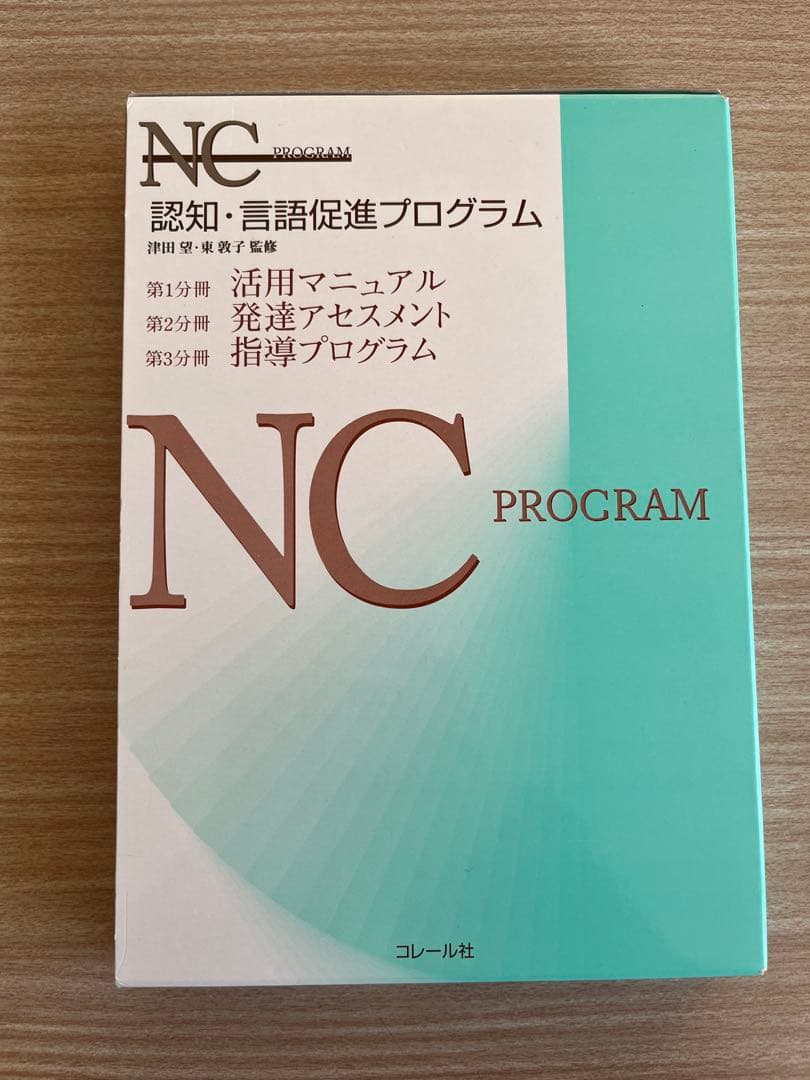 NC PROGRAM
認知・言語促進プログラム
津田 望・東 敦子 監修
第1分冊 活用マニュアル
第2分冊 発達アセスメント
第3分冊 指導プログラム
NC PROGRAM
コレール社